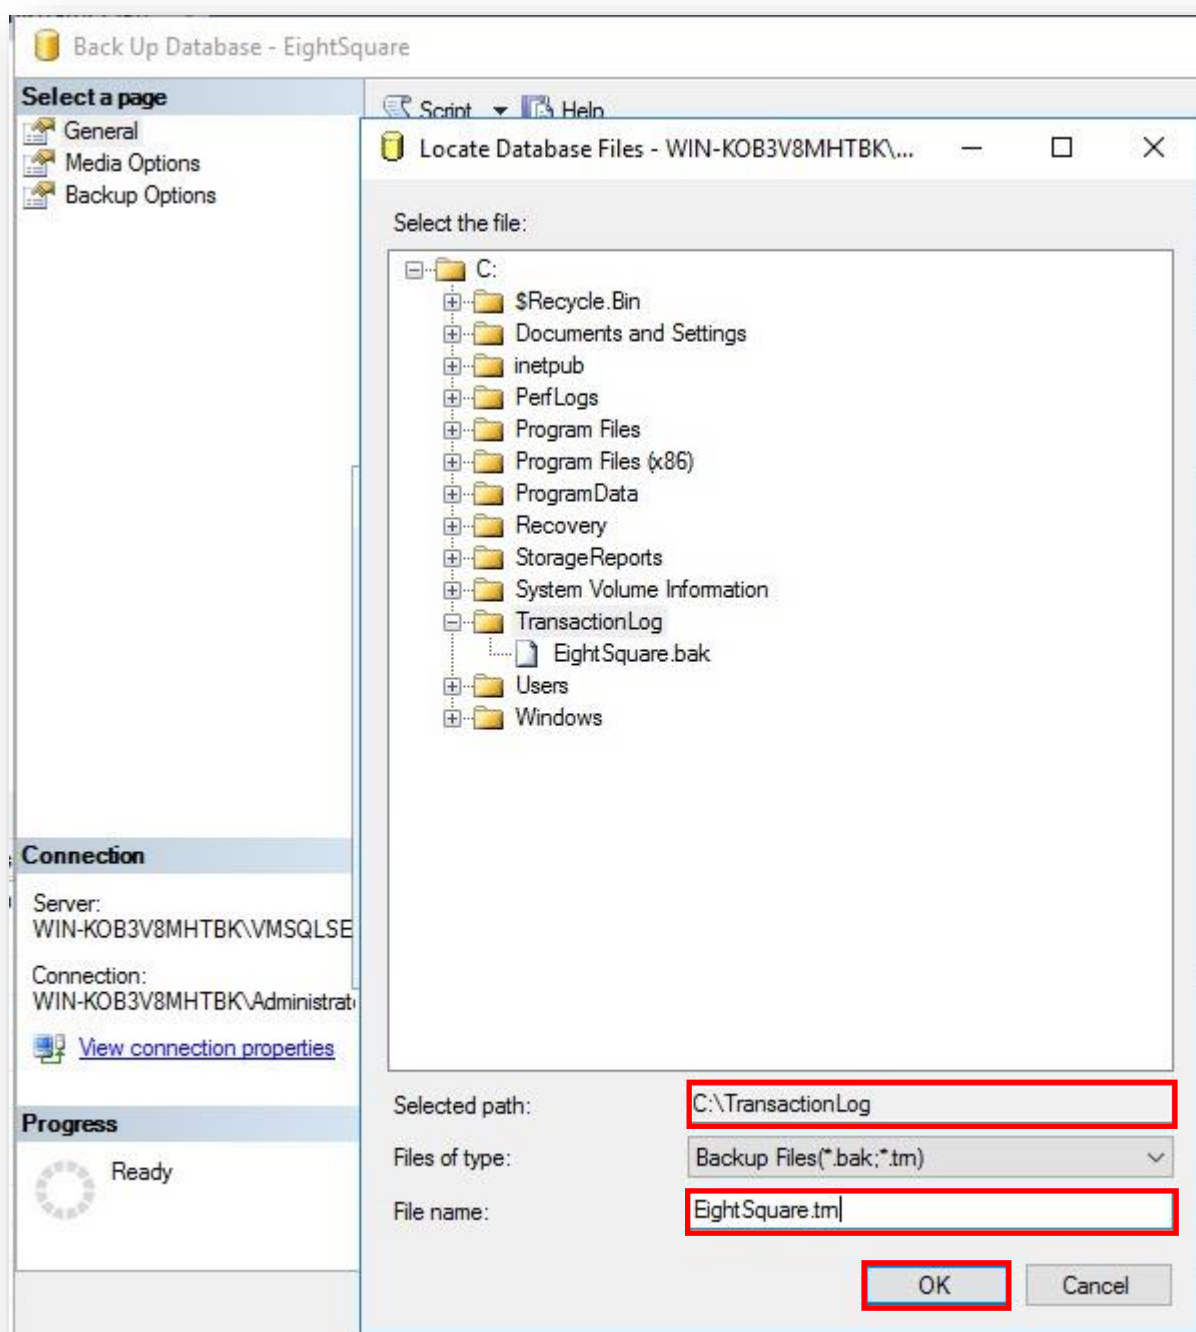 Back Up Database - EightSquare
Select a page
General
Media Options
Backup Options
Script
Help
Locate Database Files - WIN-KOB3V8MHTBK\...
Select the file:
C:
$Recycle.Bin
Documents and Settings
inetpub
PerfLogs
Program Files
Program Files (x86)
ProgramData
Recovery
StorageReports
System Volume Information
TransactionLog
EightSquare.bak
Users
Windows
Connection
Server:
WIN-KOB3V8MHTBK\VMSQLSE
Connection:
WIN-KOB3V8MHTBK\Administrat
View connection properties
Progress
Ready
Selected path:
C:\TransactionLog
Files of type:
Backup Files(*.bak;*.trn)
File name:
EightSquare.trn
OK
Cancel